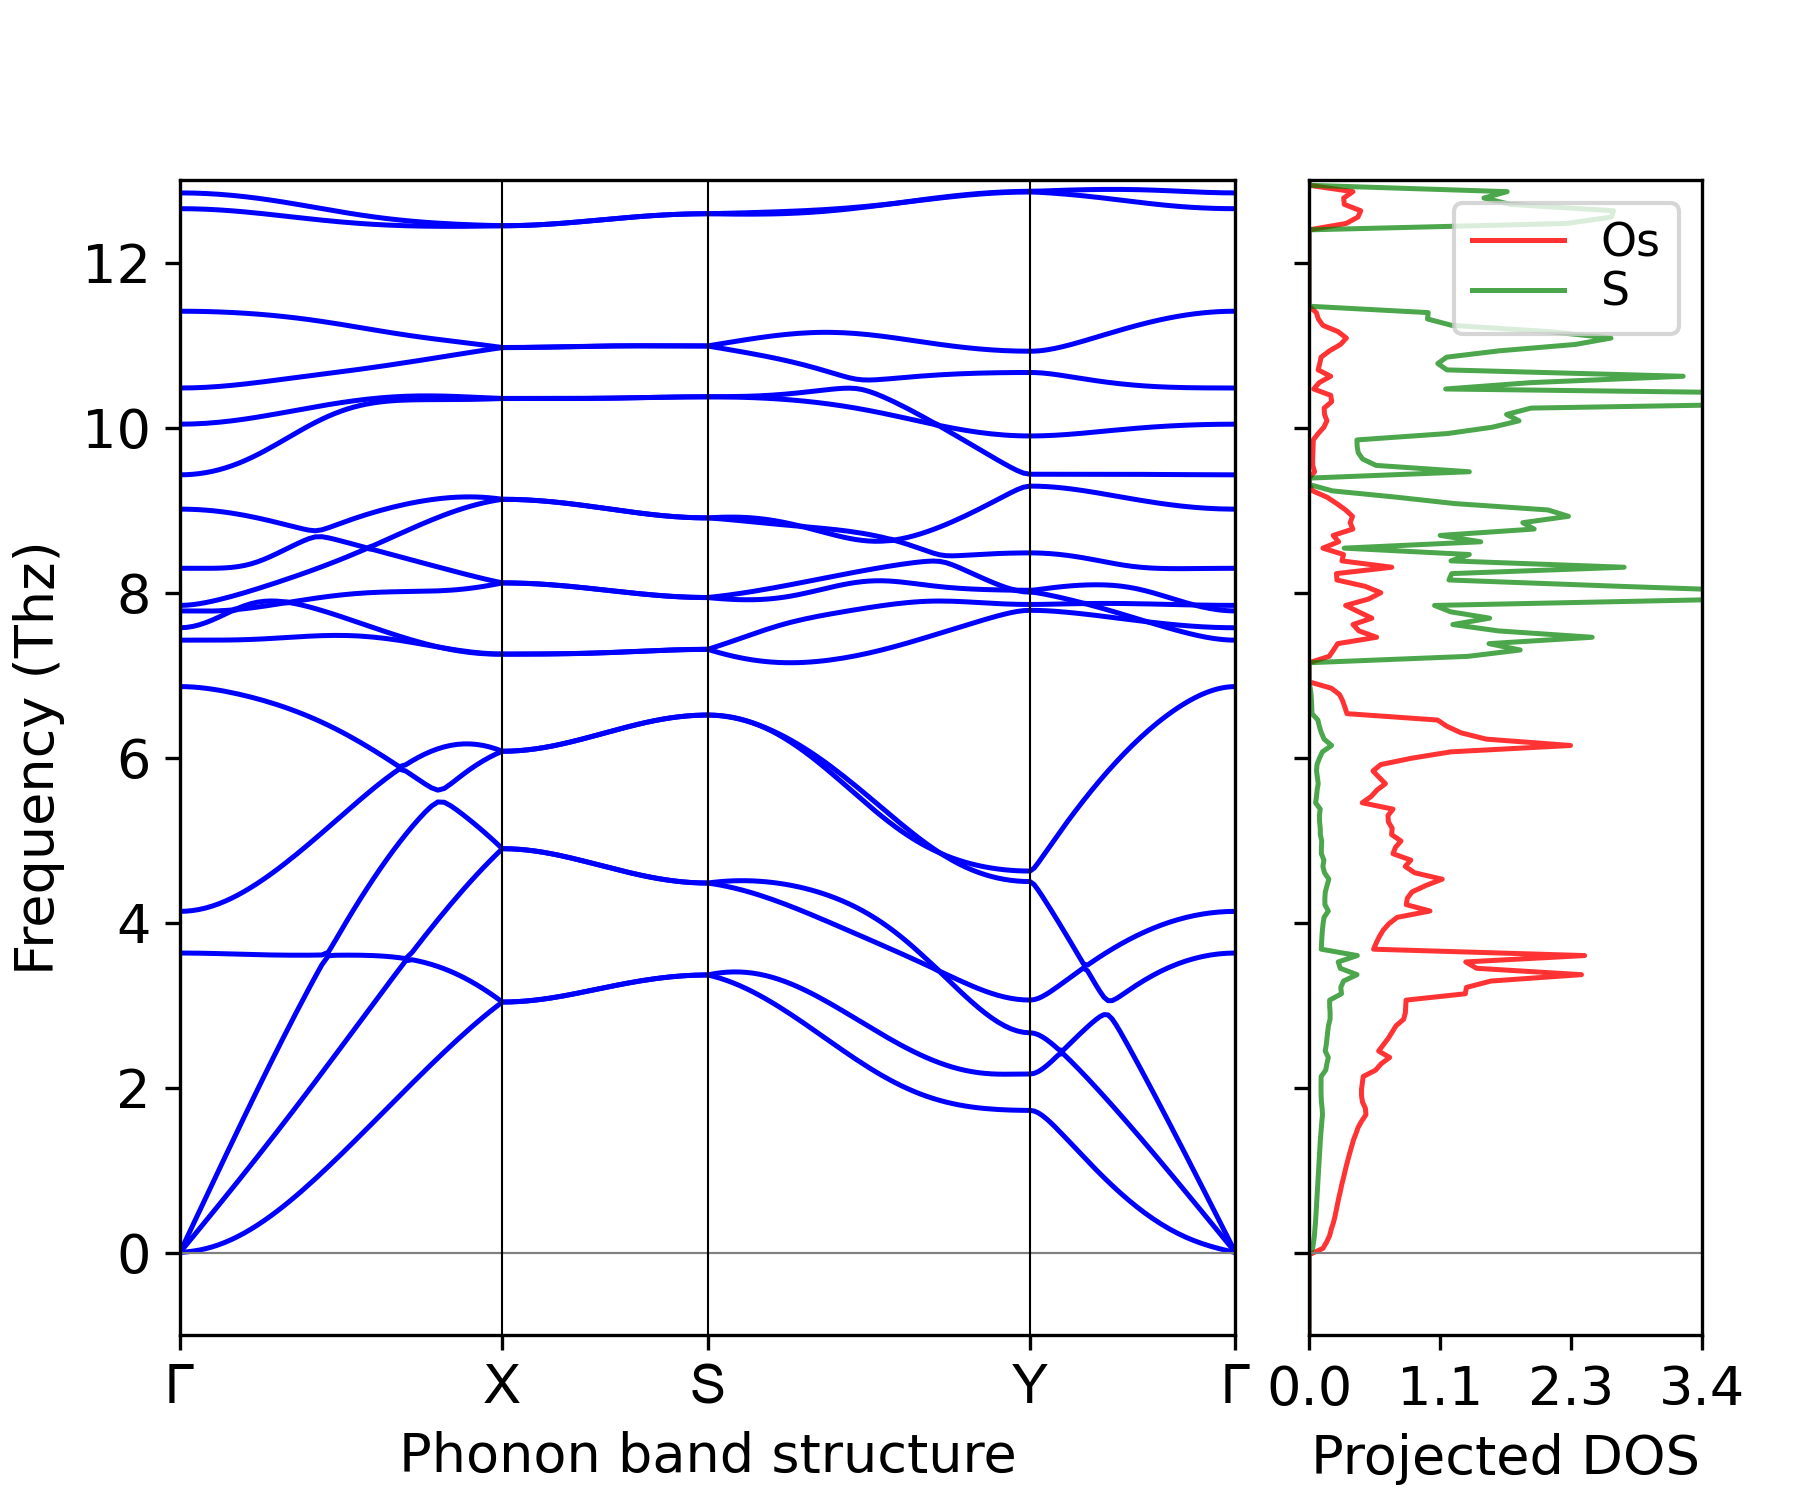 Frequency (Thz)
12
10
8
6
4
2
0
Γ X S Y Γ
Phonon band structure
Os
S
0.0 1.1 2.3 3.4
Projected DOS